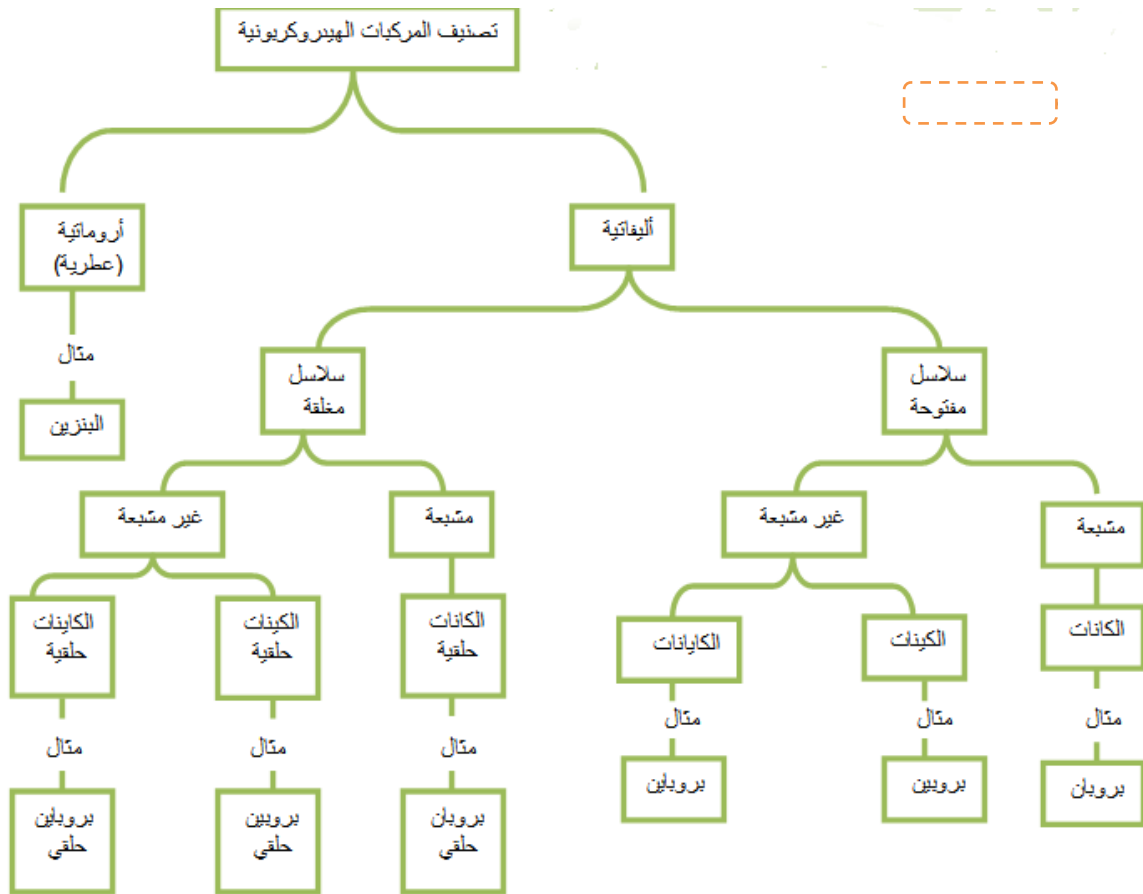 تصنيف المركبات الهيدروكربونية
أليفاتية
أروماتية
(عطرية)
مثال
البنزين
سلاسل
مفتوحة
سلاسل
مغلقة
مشبعة
غير مشبعة
مشبعة
غير مشبعة
الكانات
الكينات
الكاياتات
الكانات
حلقية
الكينات
حلقية
الكاينات
حلقية
مثال
مثال
مثال
مثال
مثال
مثال
بروبان
بروبين
بروباين
بروبان
حلقي
بروبين
حلقي
بروباين
حلقي